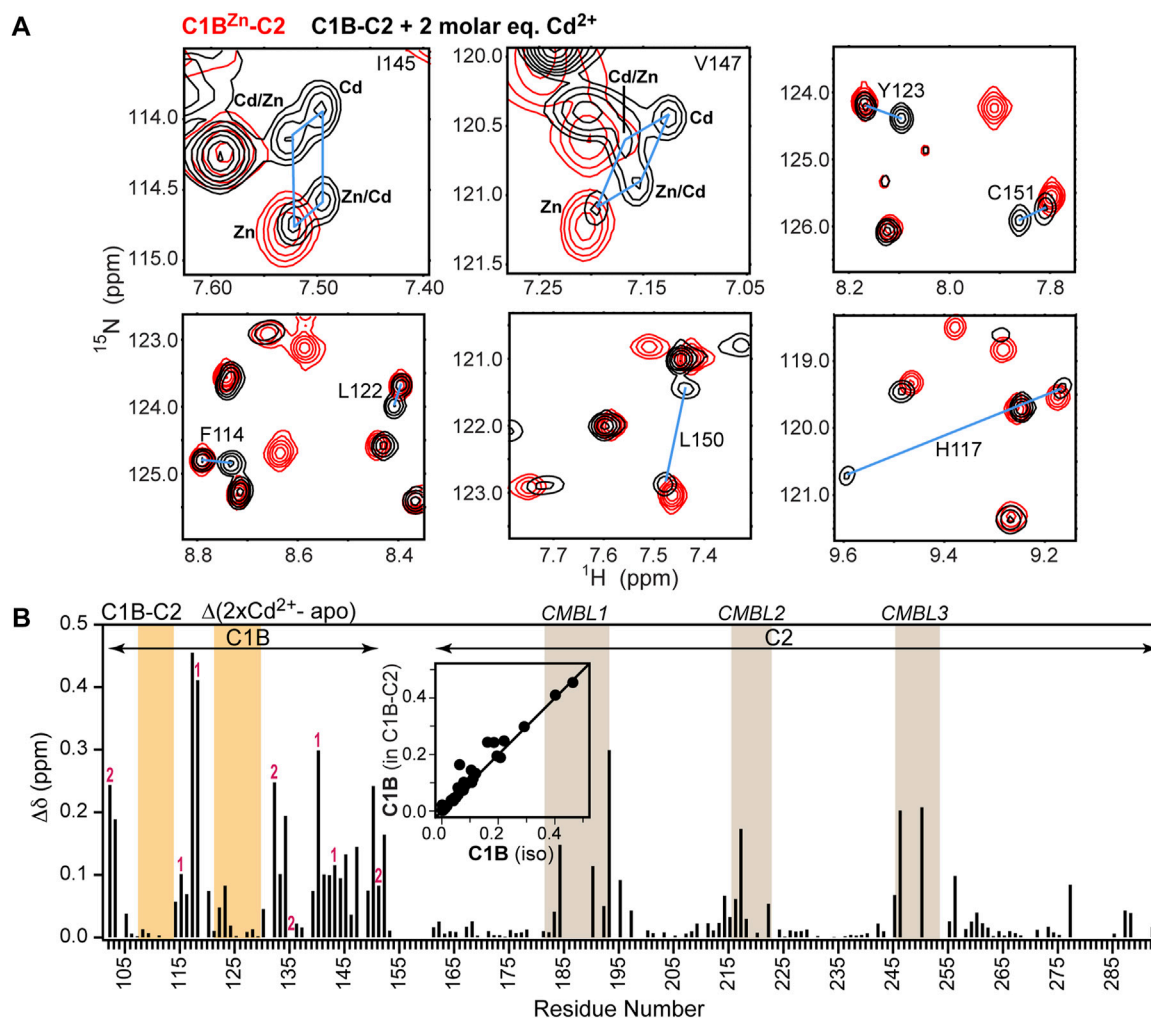 A
C1B^Zn-C2 C1B-C2 + 2 molar eq. Cd²⁺
I145
Cd/Zn
Cd
Zn
Zn/Cd
114.0
114.5
115.0
7.60 7.50 7.40
V147
Cd/Zn
Cd
Zn
Zn/Cd
120.0
120.5
121.0
121.5
7.25 7.15 7.05
Y123
C151
124.0
125.0
126.0
8.2 8.0 7.8
¹⁵N (ppm)
L122
F114
123.0
124.0
125.0
8.8 8.6 8.4
L150
121.0
122.0
123.0
7.7 7.6 7.5 7.4
H117
119.0
120.0
121.0
9.6 9.4 9.2
¹H (ppm)
B
C1B-C2 Δ(2xCd²⁺- apo) CMBL1 CMBL2 CMBL3
C1B C2
0.5
0.4
0.3
0.2
0.1
0.0
Δδ (ppm)
2 1 1 2 2 1 1 2
C1B (in C1B-C2)
0.4
0.2
0.0
0.0 0.2 0.4
C1B (iso)
105 115 125 135 145 155 165 175 185 195 205 215 225 235 245 255 265 275 285
Residue Number